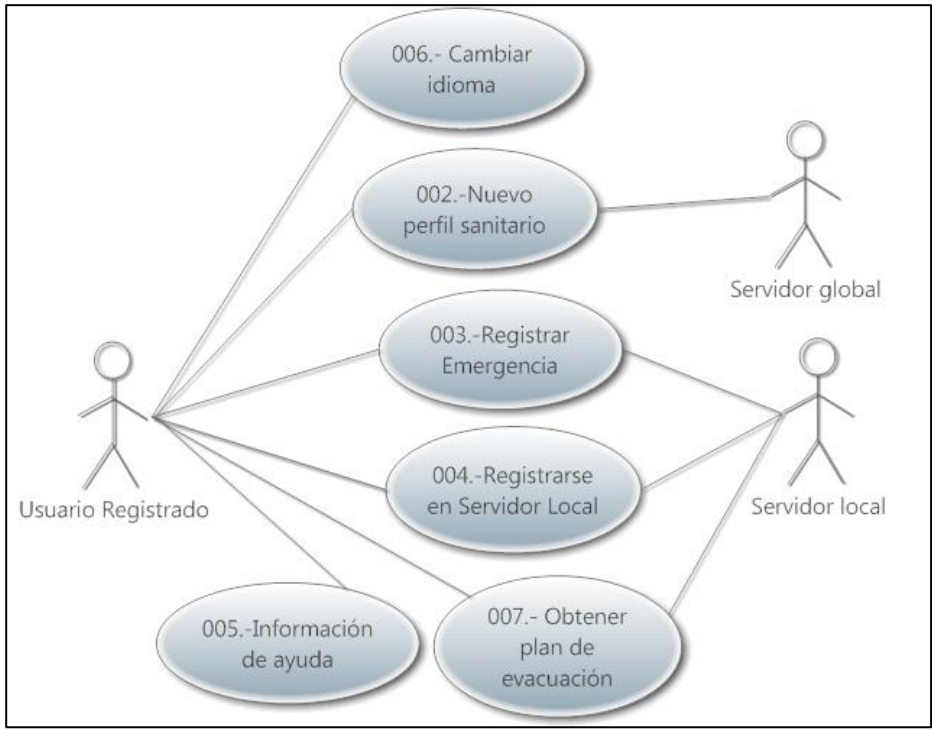 006.- Cambiar
idioma
002.-Nuevo
perfil sanitario
Servidor global
003.-Registrar
Emergencia
Usuario Registrado
004.-Registrarse
en Servidor Local
Servidor local
005.-Información
de ayuda
007.- Obtener
plan de
evacuación